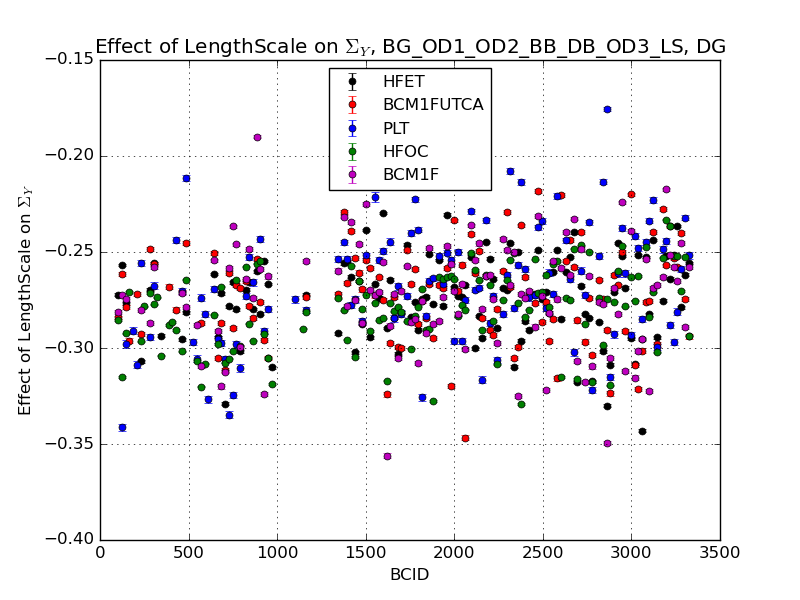 Effect of LengthScale on Σ_Y, BG_OD1_OD2_BB_DB_OD3_LS, DG
−0.15
HFET
BCM1FUTCA
PLT
HFOC
BCM1F
−0.20
−0.25
−0.30
−0.35
−0.40
Effect of LengthScale on Σ_Y
0 500 1000 1500 2000 2500 3000 3500
BCID